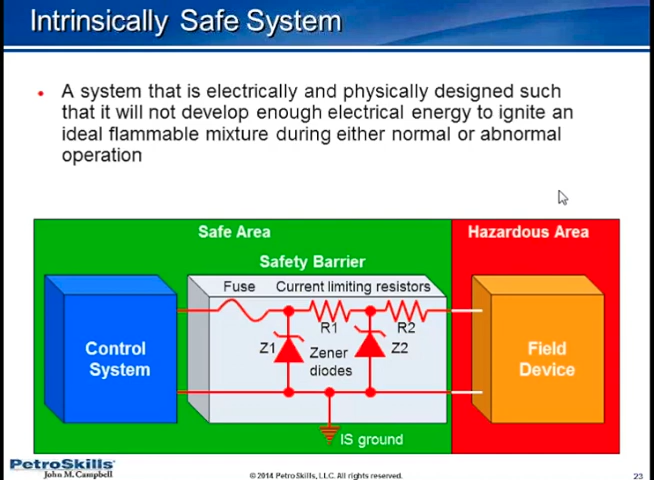 Intrinsically Safe System
• A system that is electrically and physically designed such
that it will not develop enough electrical energy to ignite an
ideal flammable mixture during either normal or abnormal
operation
Safe Area
Hazardous Area
Safety Barrier
Fuse
Current limiting resistors
R1
R2
Z1
Zener
diodes
Z2
Control
System
Field
Device
IS ground
PetroSkills
John M. Campbell
© 2014 PetroSkills, LLC. All rights reserved.
23